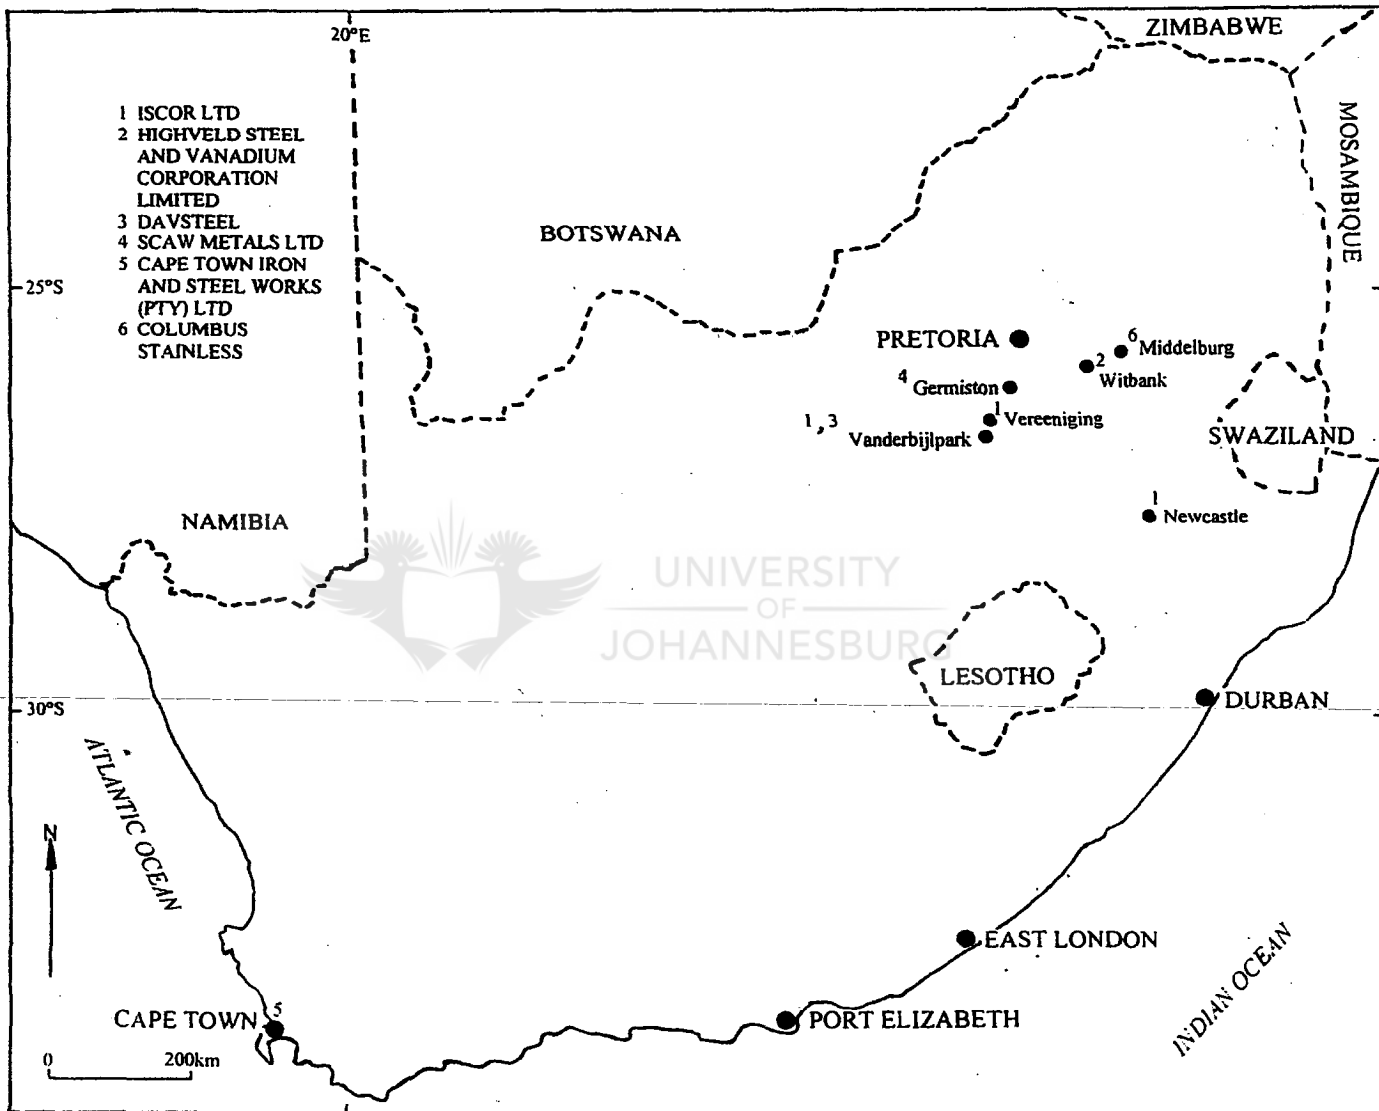 20°E
ZIMBABWE
1 ISCOR LTD
2 HIGHVELD STEEL
AND VANADIUM
CORPORATION
LIMITED
3 DAVSTEEL
4 SCAW METALS LTD
5 CAPE TOWN IRON
AND STEEL WORKS
(PTY) LTD
6 COLUMBUS
STAINLESS
MOSAMBIQUE
BOTSWANA
25°S
PRETORIA
6 Middelburg
2
Witbank
4 Germiston
1 Vereeniging
1,3
Vanderbijlpark
SWAZILAND
1
Newcastle
NAMIBIA
UNIVERSITY
OF
JOHANNESBURG
LESOTHO
30°S
DURBAN
ATLANTIC OCEAN
N
EAST LONDON
INDIAN OCEAN
5
CAPE TOWN
PORT ELIZABETH
0 200km